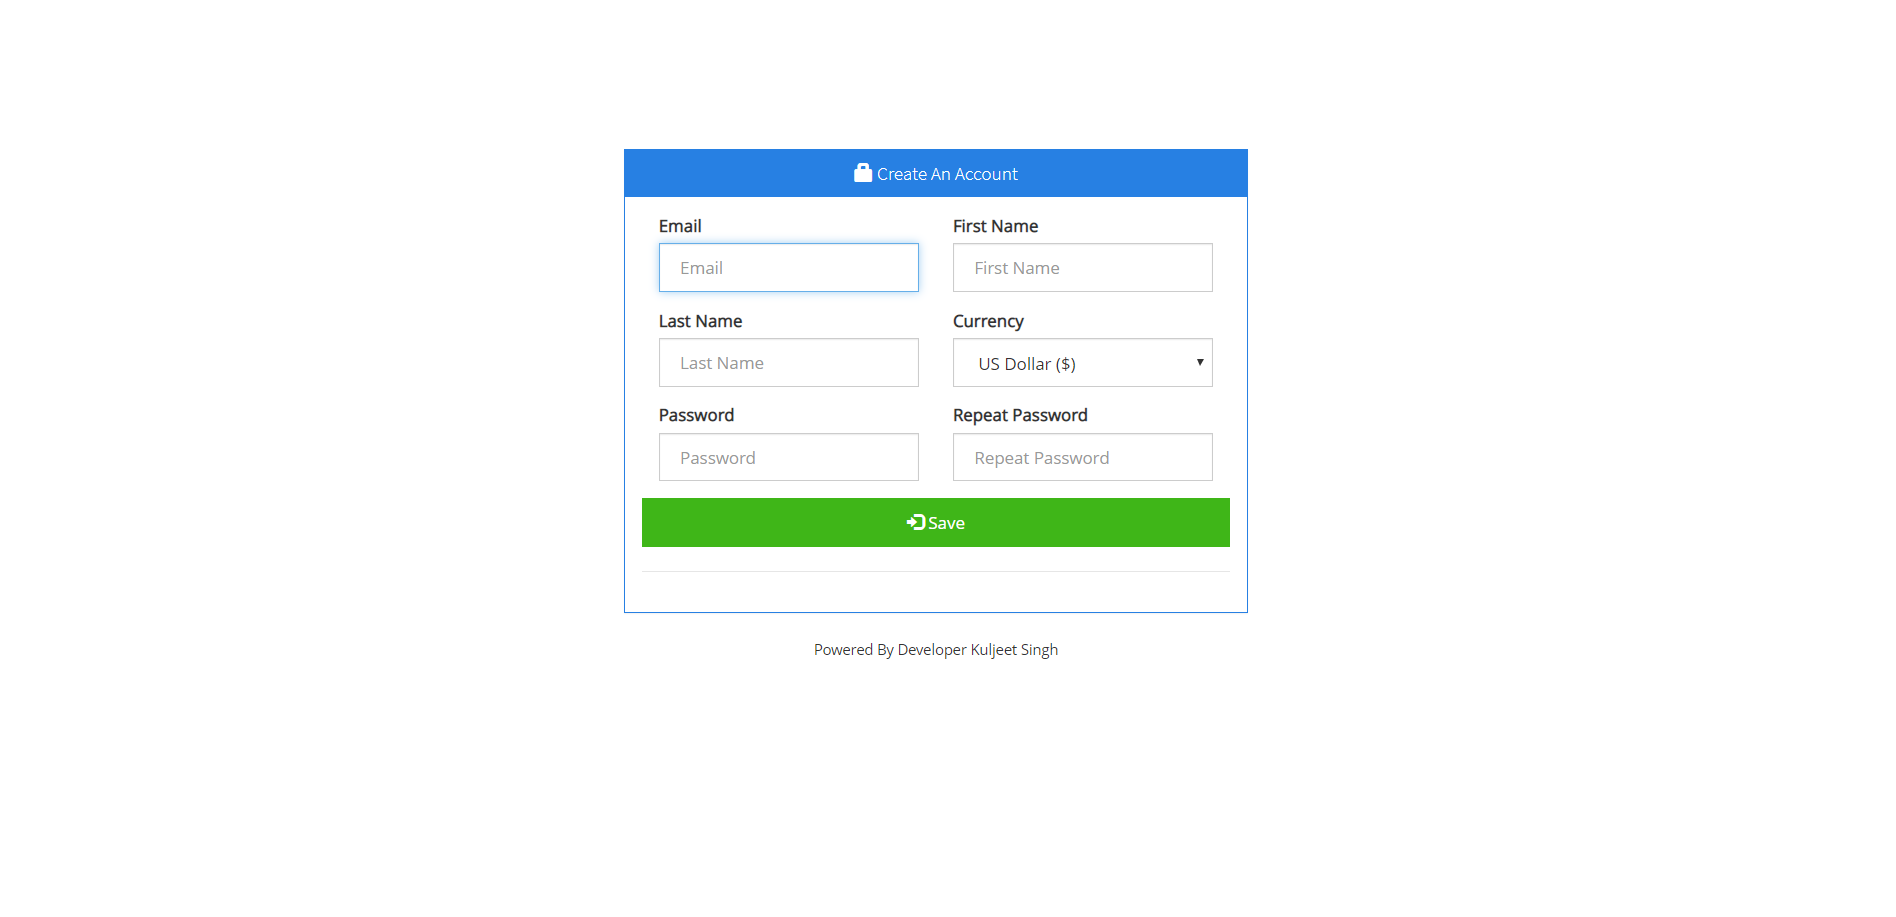 Create An Account
Email First Name
Email First Name
Last Name Currency
Last Name US Dollar ($)
Password Repeat Password
Password Repeat Password
Save
Powered By Developer Kuljeet Singh